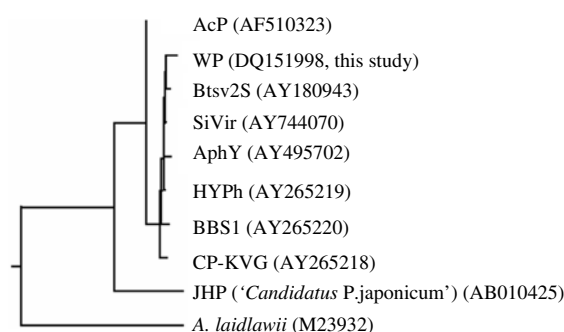 AcP (AF510323)
WP (DQ151998, this study)
Btsv2S (AY180943)
SiVir (AY744070)
AphY (AY495702)
HYPh (AY265219)
BBS1 (AY265220)
CP-KVG (AY265218)
JHP (‘Candidatus P.japonicum’) (AB010425)
A. laidlawii (M23932)